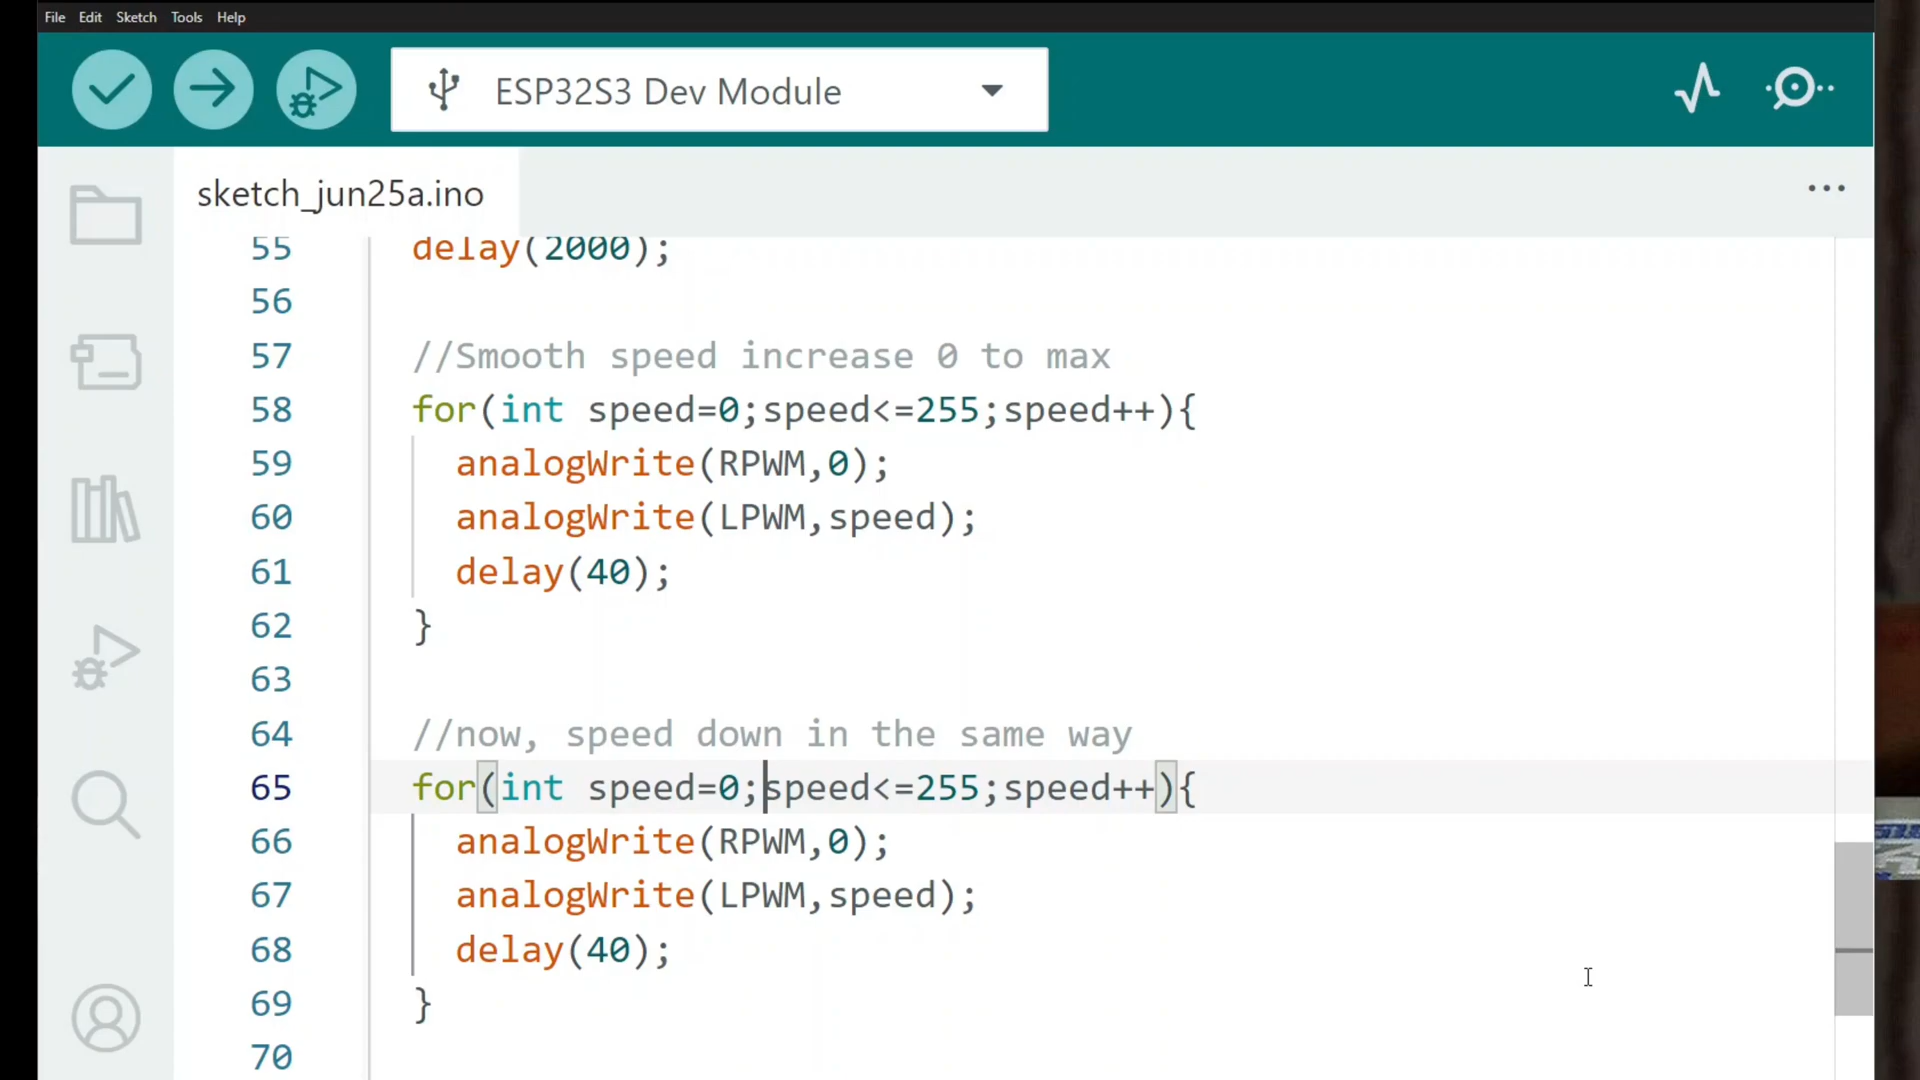 File Edit Sketch Tools Help
ESP32S3 Dev Module
sketch_jun25a.ino
55 delay(2000);
56
57 //Smooth speed increase 0 to max
58 for(int speed=0;speed<=255;speed++){
59 analogWrite(RPWM,0);
60 analogWrite(LPWM,speed);
61 delay(40);
62 }
63
64 //now, speed down in the same way
65 for(int speed=0;speed<=255;speed++){
66 analogWrite(RPWM,0);
67 analogWrite(LPWM,speed);
68 delay(40);
69 }
70